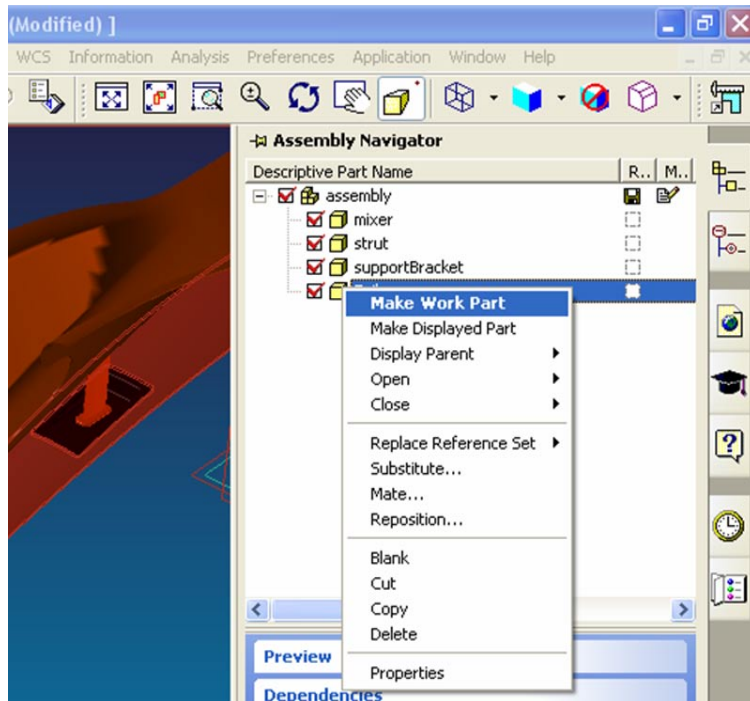 (Modified) ]
WCS Information Analysis Preferences Application Window Help
Assembly Navigator
Descriptive Part Name R.. M..
assembly
mixer
strut
supportBracket
Make Work Part
Make Displayed Part
Display Parent
Open
Close
Replace Reference Set
Substitute...
Mate...
Reposition...
Blank
Cut
Copy
Delete
Properties
Preview
Dependencies